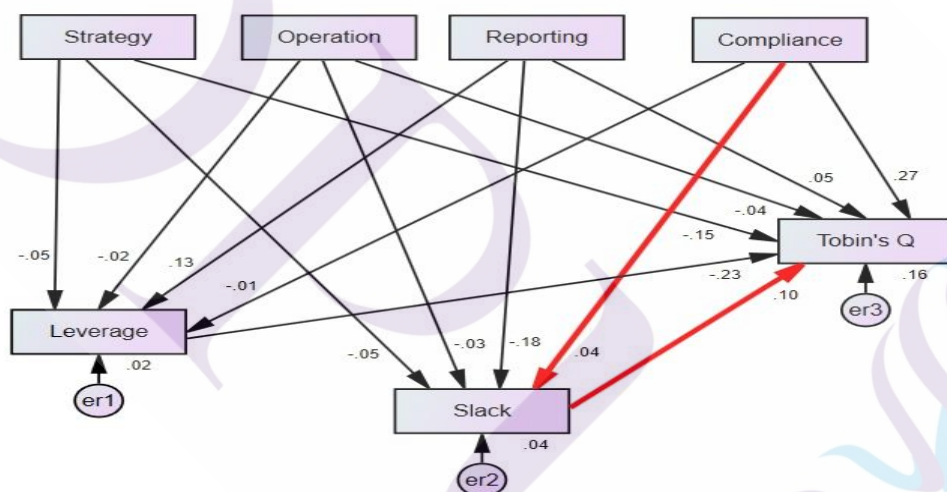 Strategy
Operation
Reporting
Compliance
.05
.27
-.04
-.15
Tobin's Q
-.05
-.02
.13
-.01
-.23
.16
.10
er3
Leverage
.02
-.05
-.03
-.18
.04
er1
Slack
.04
er2